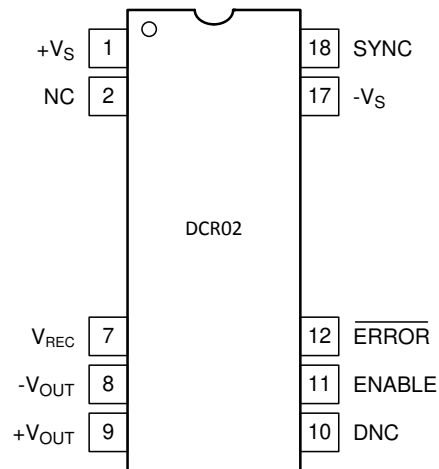 +VS 1 18 SYNC
NC 2 17 -VS
DCR02
VREC 7 12 ERROR
-VOUT 8 11 ENABLE
+VOUT 9 10 DNC